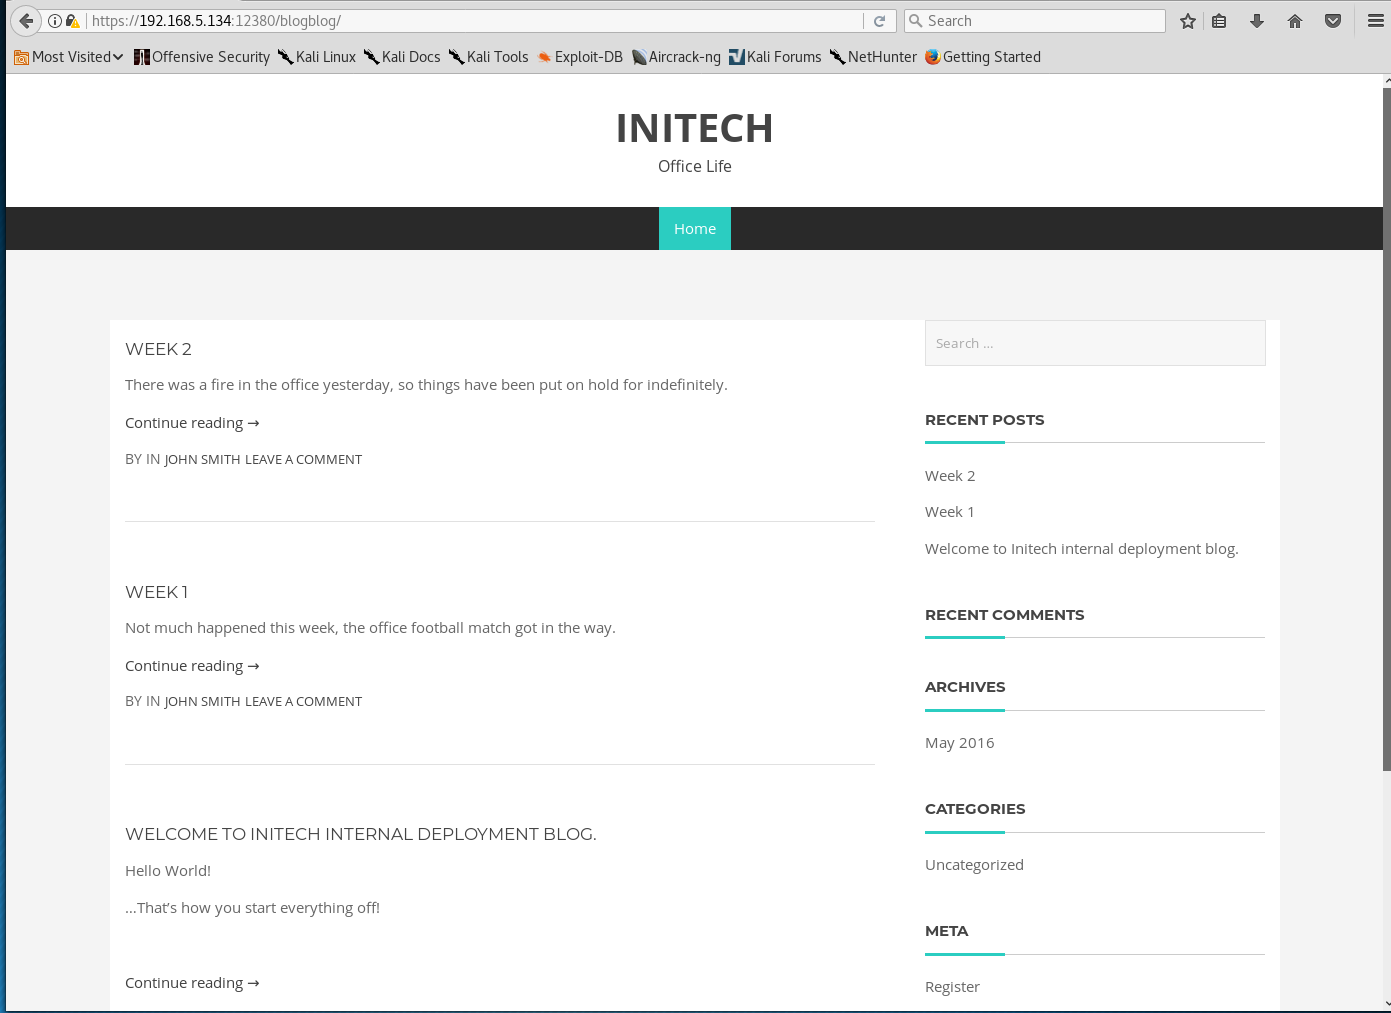 https://192.168.5.134:12380/blogblog/
Search
Most Visited
Offensive Security
Kali Linux
Kali Docs
Kali Tools
Exploit-DB
Aircrack-ng
Kali Forums
NetHunter
Getting Started
INITECH
Office Life
Home
WEEK 2
There was a fire in the office yesterday, so things have been put on hold for indefinitely.
Continue reading →
BY IN JOHN SMITH LEAVE A COMMENT
WEEK 1
Not much happened this week, the office football match got in the way.
Continue reading →
BY IN JOHN SMITH LEAVE A COMMENT
WELCOME TO INITECH INTERNAL DEPLOYMENT BLOG.
Hello World!
…That’s how you start everything off!
Continue reading →
Search …
RECENT POSTS
Week 2
Week 1
Welcome to Initech internal deployment blog.
RECENT COMMENTS
ARCHIVES
May 2016
CATEGORIES
Uncategorized
META
Register